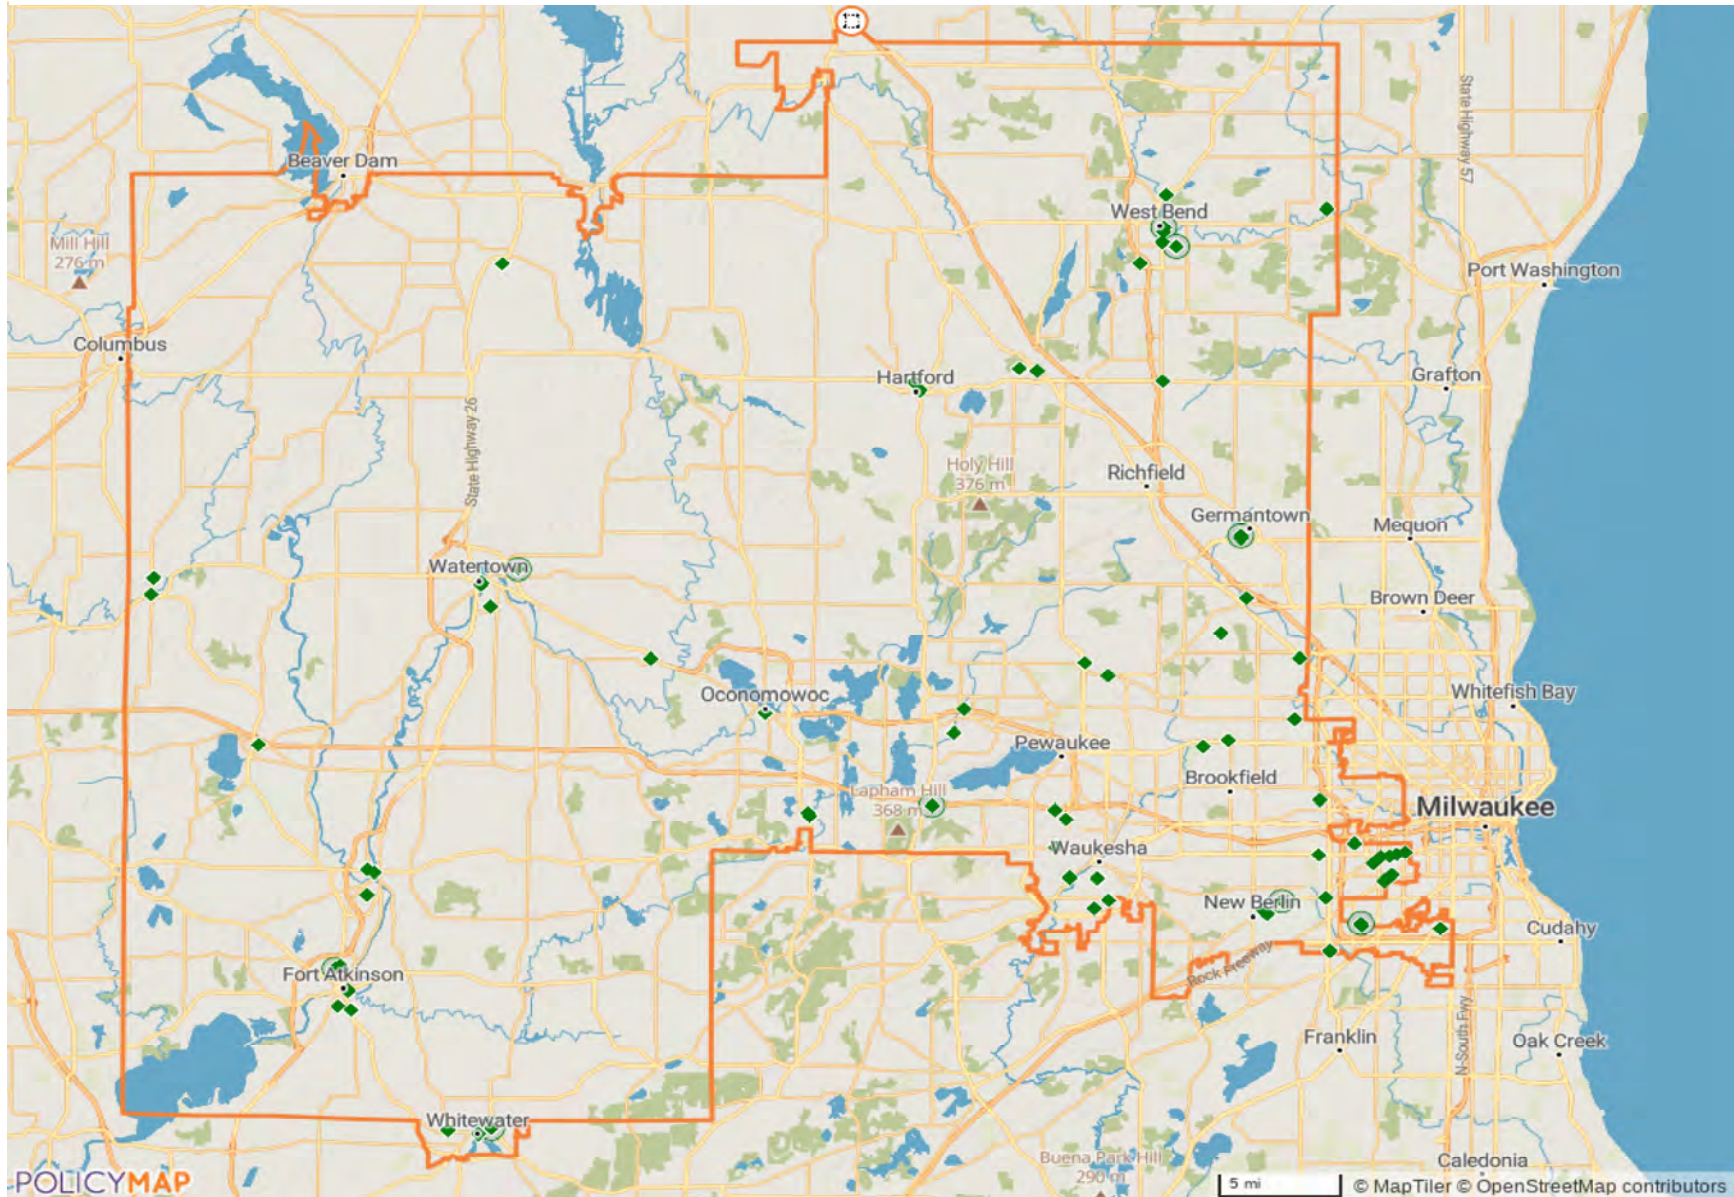 Beaver Dam
State Highway 57
West Bend
Mill Hill
276 m
Port Washington
Columbus
Hartford
Grafton
State Highway 26
Holy Hill
376 m
Richfield
Germantown
Mequon
Watertown
Brown Deer
Oconomowoc
Whitefish Bay
Pewaukee
Brookfield
Lapham Hill
368 m
Milwaukee
Waukesha
New Berlin
Cudahy
Rock Freeway
Fort Atkinson
N-South Fwy
Franklin
Oak Creek
Whitewater
Buena Park Hill
290 m
Caledonia
POLICYMAP
5 mi
© MapTiler © OpenStreetMap contributors